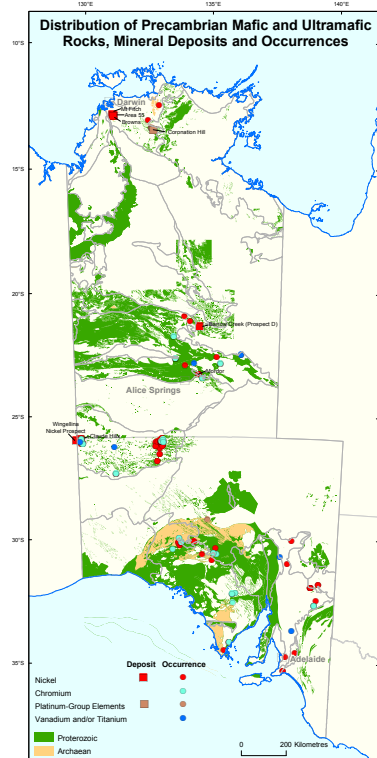 130°E 135°E 140°E
Distribution of Precambrian Mafic and Ultramafic
Rocks, Mineral Deposits and Occurrences
10°S
Darwin
Mt Fitch
Area 55
Browns
Coronation Hill
15°S
20°S
Barrow Creek (Prospect D)
Mordor
Alice Springs
25°S
Wingellina
Nickel Prospect
Claude Hills
30°S
35°S
Adelaide
Deposit Occurrence
Nickel
Chromium
Platinum-Group Elements
Vanadium and/or Titanium
Proterozoic
Archaean
0 200 Kilometres